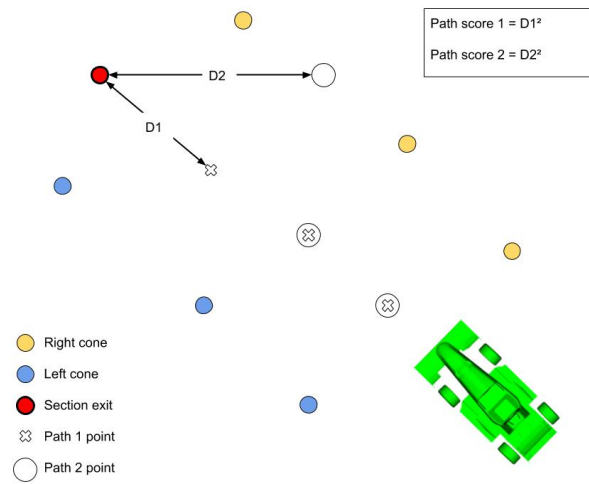 Path score 1 = D1²
Path score 2 = D2²
D2
D1
Right cone
Left cone
Section exit
Path 1 point
Path 2 point